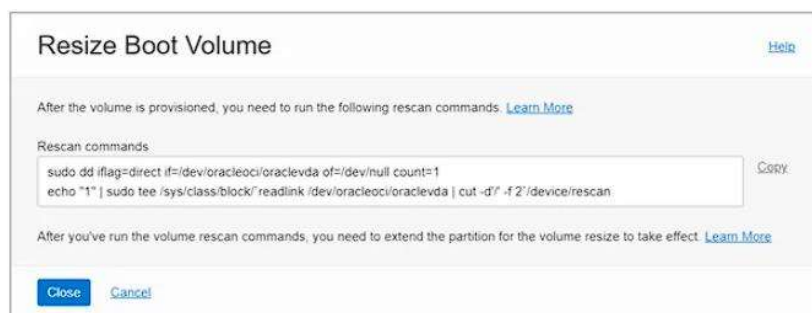 Resize Boot Volume
Help
After the volume is provisioned, you need to run the following rescan commands. Learn More
Rescan commands
sudo dd iflag=direct if=/dev/oracleoci/oraclevda of=/dev/null count=1
echo "1" | sudo tee /sys/class/block/`readlink /dev/oracleoci/oraclevda | cut -d'/' -f 2`/device/rescan
Copy
After you've run the volume rescan commands, you need to extend the partition for the volume resize to take effect. Learn More
Close
Cancel